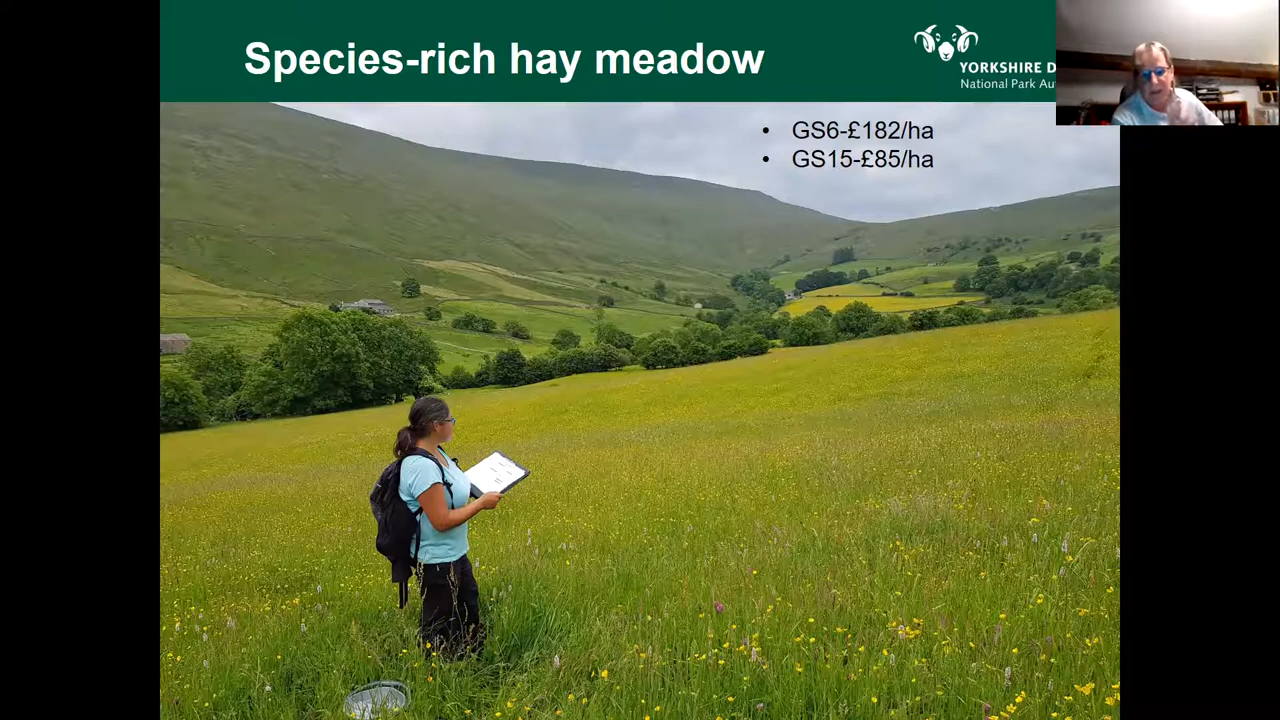 Species-rich hay meadow
YORKSHIRE D
National Park Au
• GS6-£182/ha
• GS15-£85/ha